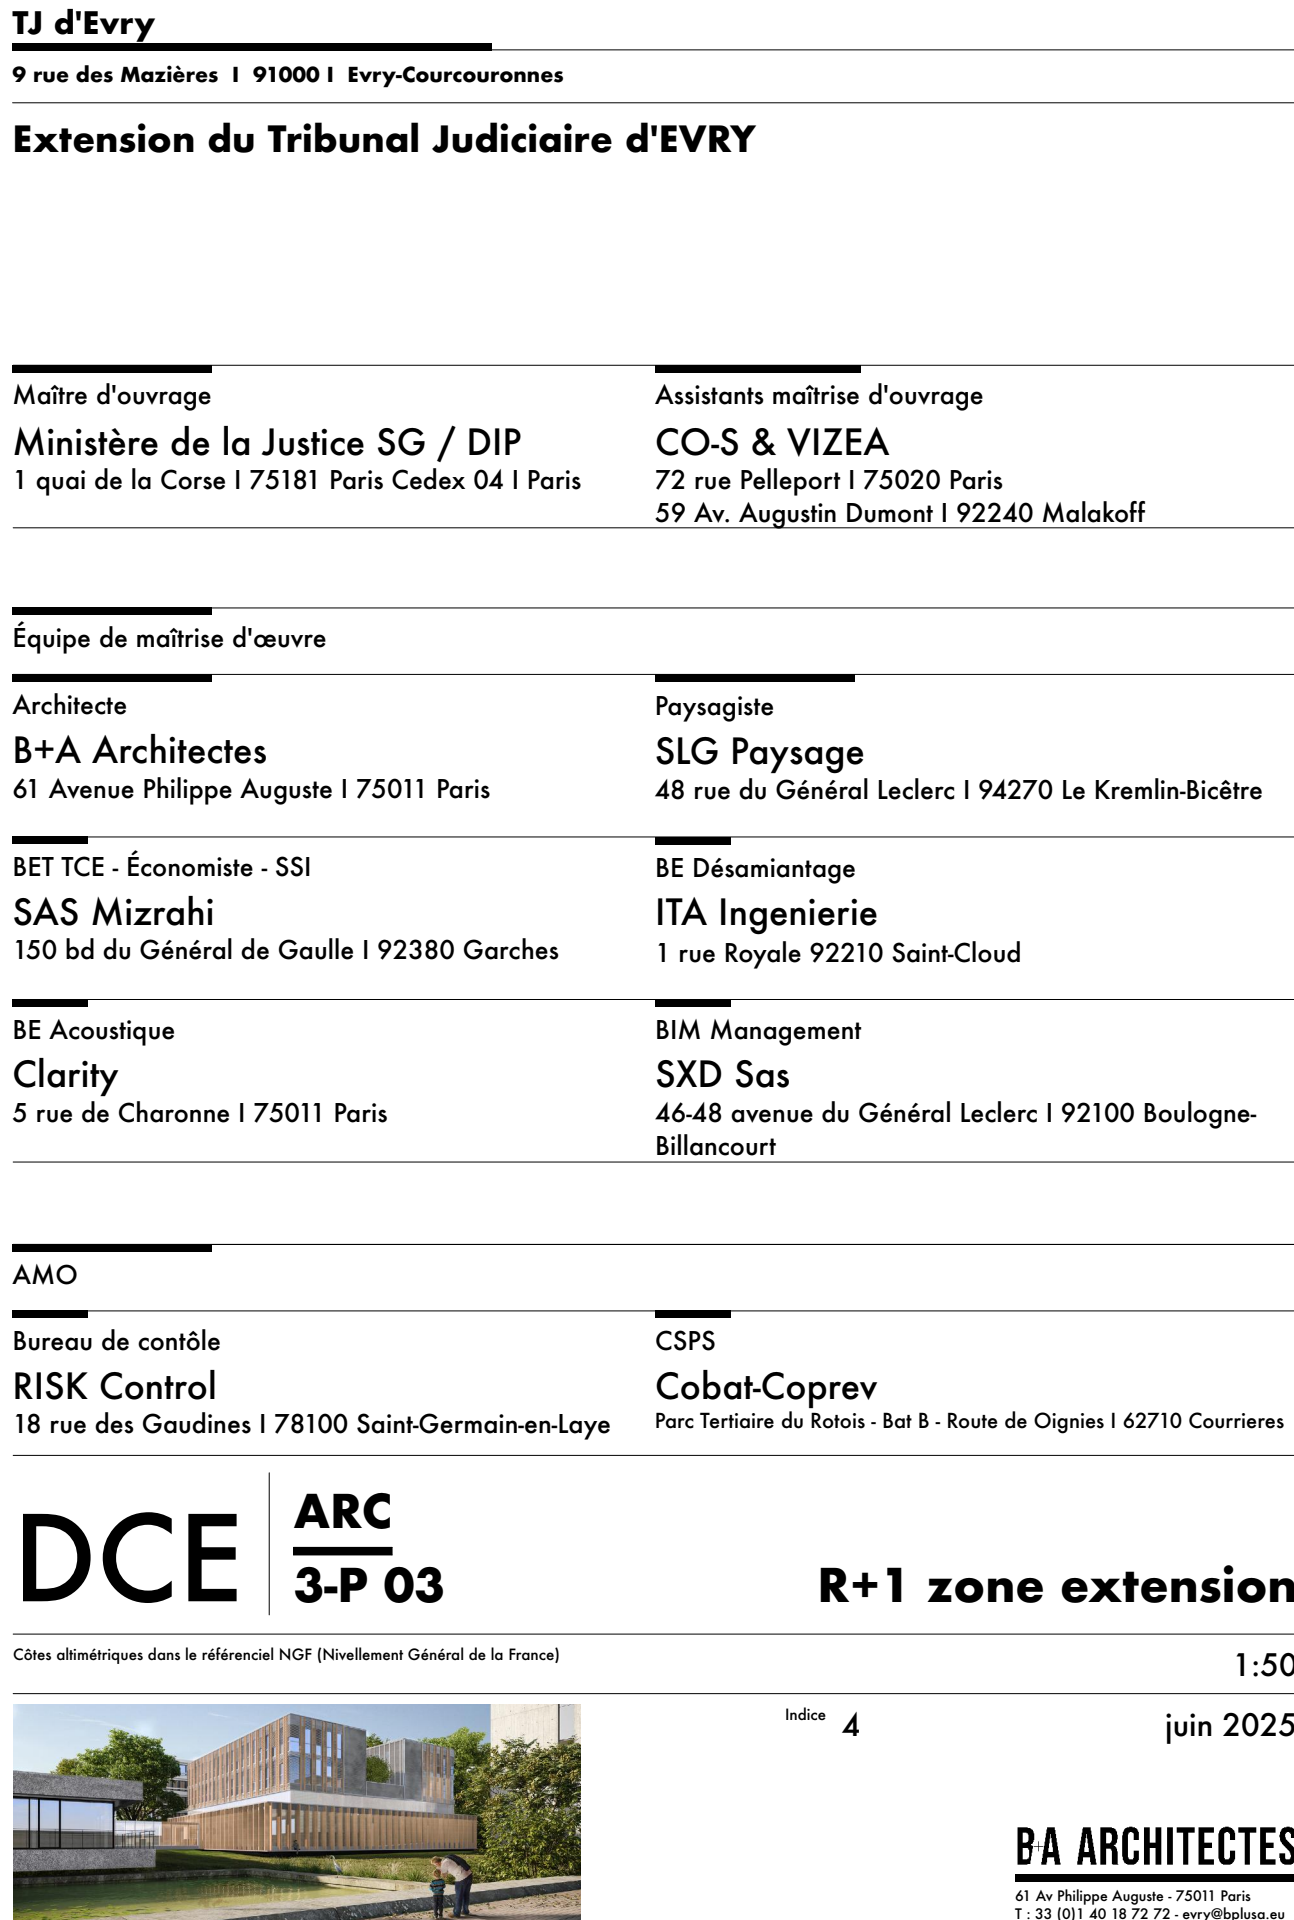 TJ d'Evry
9 rue des Mazières I 91000 I Evry-Courcouronnes
Extension du Tribunal Judiciaire d'EVRY
Maître d'ouvrage
Ministère de la Justice SG / DIP
1 quai de la Corse I 75181 Paris Cedex 04 I Paris
Assistants maîtrise d'ouvrage
CO-S & VIZEA
72 rue Pelleport I 75020 Paris
59 Av. Augustin Dumont I 92240 Malakoff
Équipe de maîtrise d'œuvre
Architecte
B+A Architectes
61 Avenue Philippe Auguste I 75011 Paris
Paysagiste
SLG Paysage
48 rue du Général Leclerc I 94270 Le Kremlin-Bicêtre
BET TCE - Économiste - SSI
SAS Mizrahi
150 bd du Général de Gaulle I 92380 Garches
BE Désamiantage
ITA Ingenierie
1 rue Royale 92210 Saint-Cloud
BE Acoustique
Clarity
5 rue de Charonne I 75011 Paris
BIM Management
SXD Sas
46-48 avenue du Général Leclerc I 92100 Boulogne-
Billancourt
AMO
Bureau de contôle
RISK Control
18 rue des Gaudines I 78100 Saint-Germain-en-Laye
CSPS
Cobat-Coprev
Parc Tertiaire du Rotois - Bat B - Route de Oignies I 62710 Courrieres
DCE
ARC
3-P 03
R+1 zone extension
Côtes altimétriques dans le référenciel NGF (Nivellement Général de la France)
1:50
Indice 4
juin 2025
B+A ARCHITECTES
61 Av Philippe Auguste - 75011 Paris
T : 33 (0)1 40 18 72 72 - evry@bplusa.eu